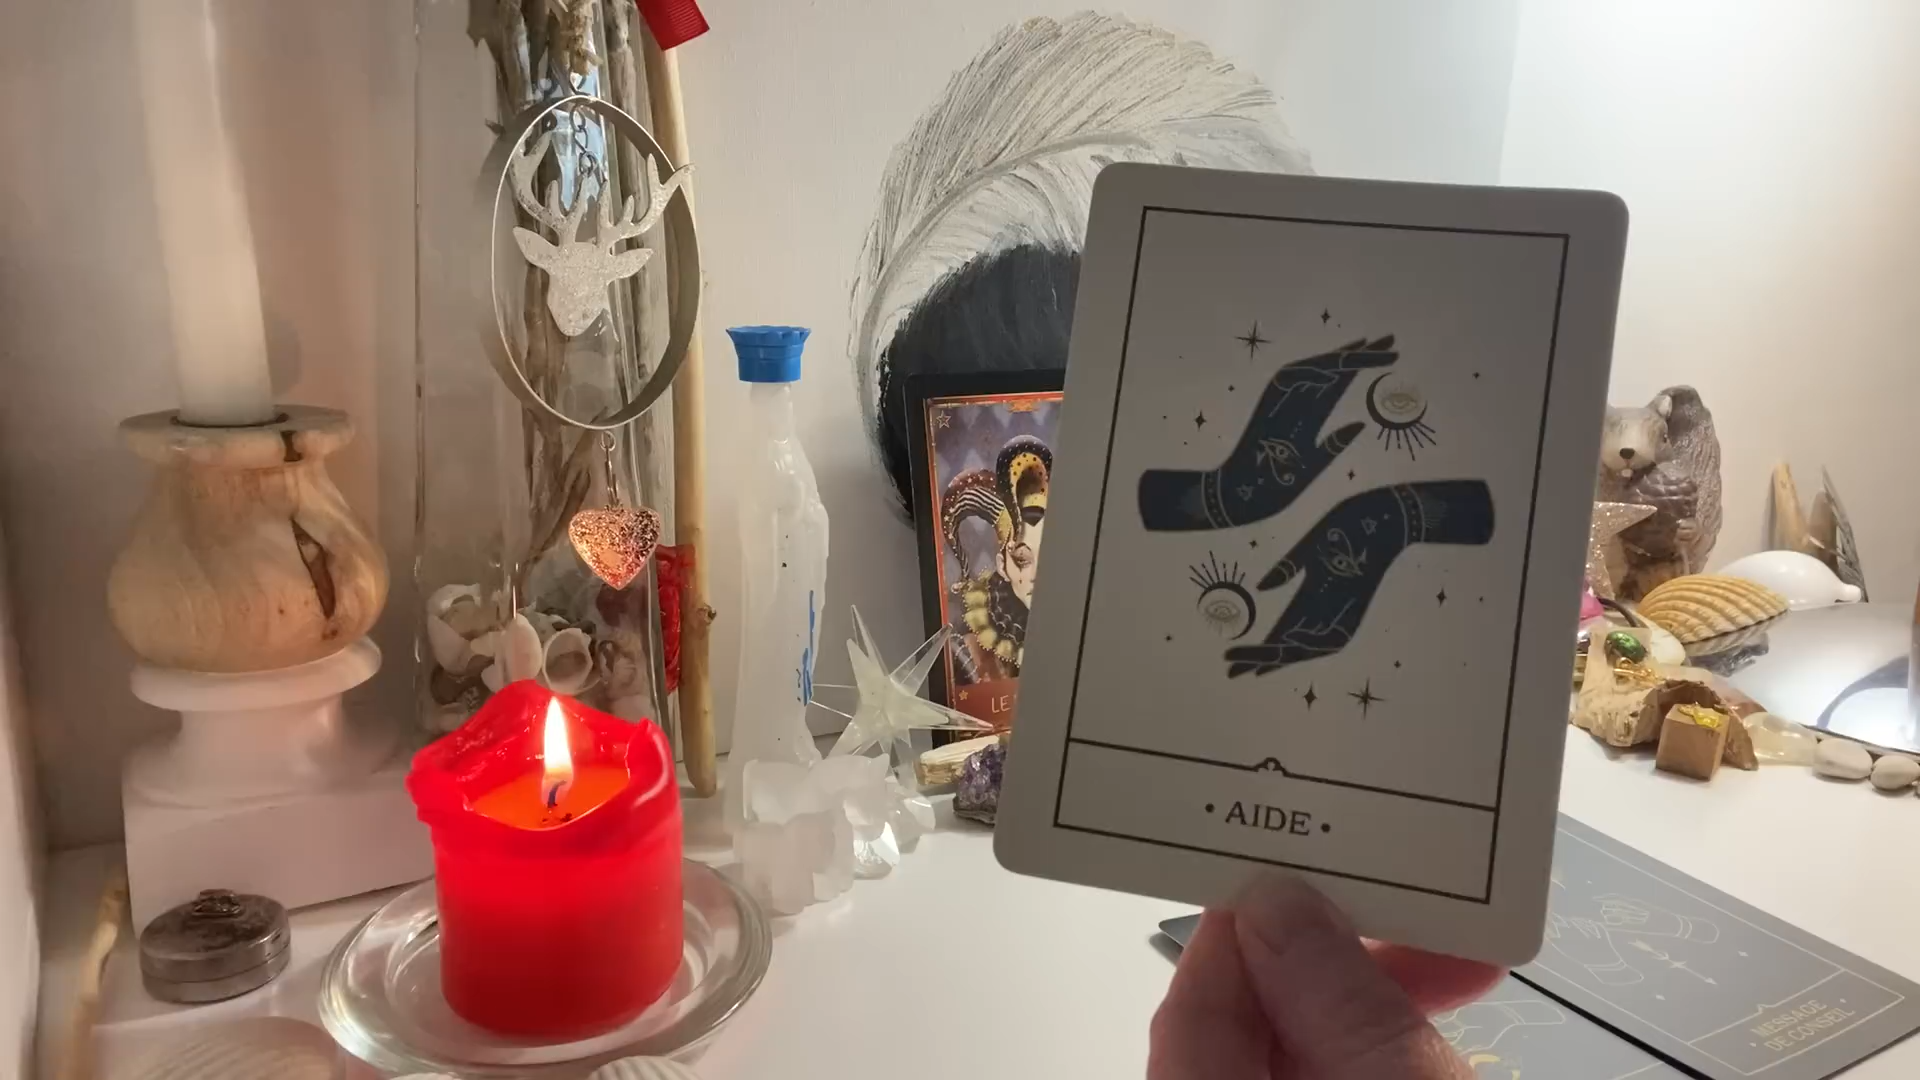 LE
• AIDE •
• MESSAGE
DE CONSEIL •